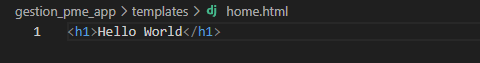 gestion_pme_app > templates > dj home.html
1 <h1>Hello World</h1>